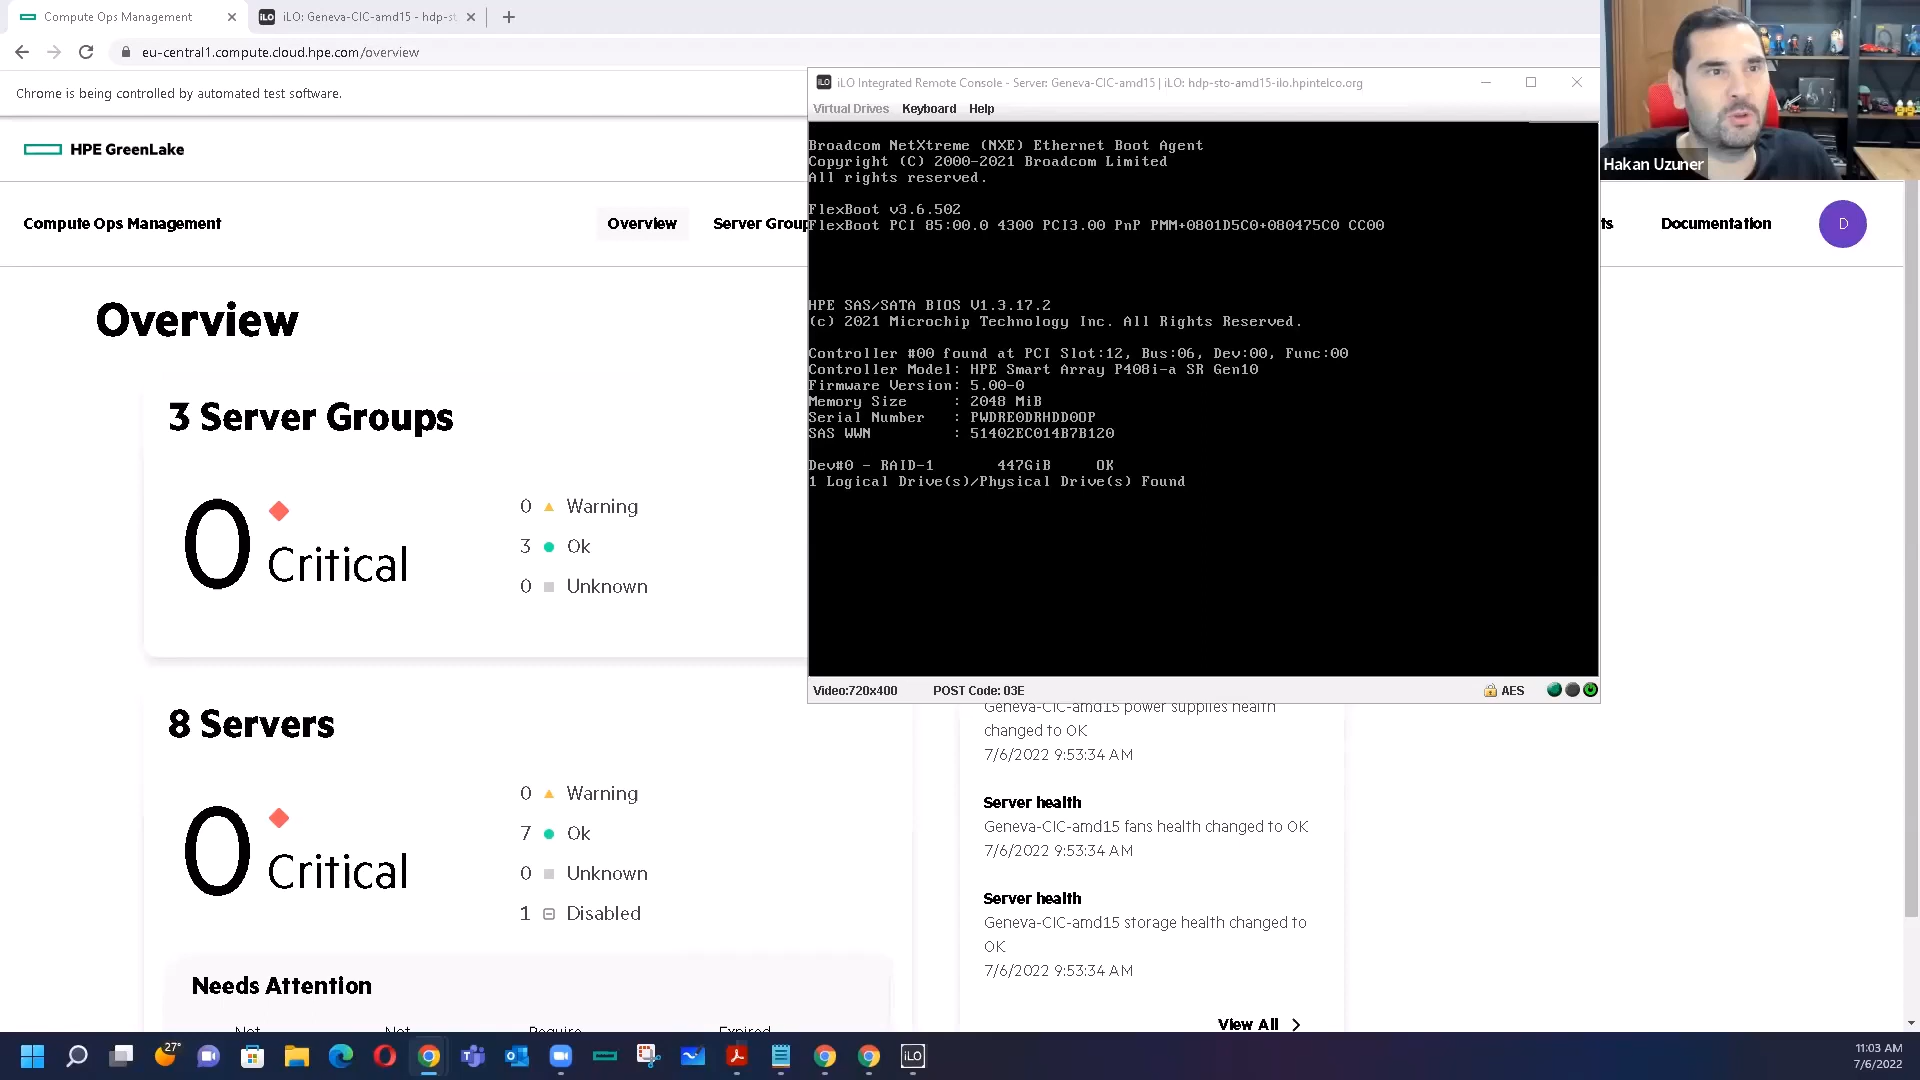 Compute Ops Management
iLO: Geneva-CIC-amd15 - hdp-st
eu-central1.compute.cloud.hpe.com/overview
Chrome is being controlled by automated test software.
HPE GreenLake
Compute Ops Management
Overview
Server Group
ts
Documentation
D
Hakan Uzuner
Overview
3 Server Groups
0
Critical
0 Warning
3 Ok
0 Unknown
8 Servers
0
Critical
0 Warning
7 Ok
0 Unknown
1 Disabled
Needs Attention
Not
Not
Require
Expired
iLO Integrated Remote Console - Server: Geneva-CIC-amd15 | iLO: hdp-sto-amd15-ilo.hpintelco.org
Virtual Drives Keyboard Help
Broadcom NetXtreme (NXE) Ethernet Boot Agent
Copyright (C) 2000-2021 Broadcom Limited
All rights reserved.
FlexBoot v3.6.502
FlexBoot PCI 85:00.0 4300 PCI3.00 PnP PMM+0801D5C0+080475C0 CC00
HPE SAS/SATA BIOS V1.3.17.2
(c) 2021 Microchip Technology Inc. All Rights Reserved.
Controller #00 found at PCI Slot:12, Bus:06, Dev:00, Func:00
Controller Model: HPE Smart Array P408i-a SR Gen10
Firmware Version: 5.00-0
Memory Size : 2048 MiB
Serial Number : PWDRE0DRHDD0OP
SAS WWN : 51402EC014B7B120
Dev#0 - RAID-1 447GiB OK
1 Logical Drive(s)/Physical Drive(s) Found
Video:720x400 POST Code: 03E AES
Geneva-CIC-amd15 power supplies health
changed to OK
7/6/2022 9:53:34 AM
Server health
Geneva-CIC-amd15 fans health changed to OK
7/6/2022 9:53:34 AM
Server health
Geneva-CIC-amd15 storage health changed to
OK
7/6/2022 9:53:34 AM
View All
27°
iLO
11:03 AM
7/6/2022